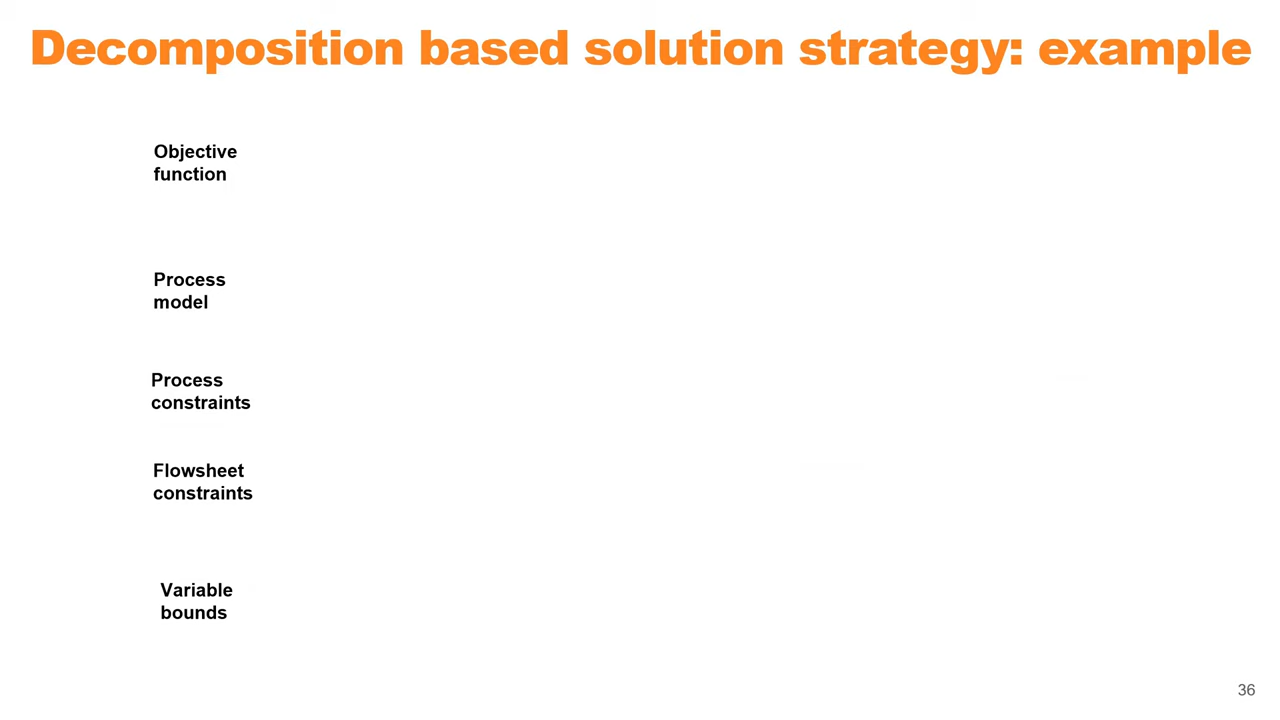 Decomposition based solution strategy: example
Objective
function
Process
model
Process
constraints
Flowsheet
constraints
Variable
bounds
36